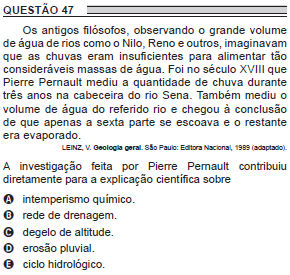 QUESTÃO 47
Os antigos filósofos, observando o grande volume
de água de rios como o Nilo, Reno e outros, imaginavam
que as chuvas eram insuficientes para alimentar tão
consideráveis massas de água. Foi no século XVIII que
Pierre Pernault mediu a quantidade de chuva durante
três anos na cabeceira do rio Sena. Também mediu o
volume de água do referido rio e chegou à conclusão
de que apenas a sexta parte se escoava e o restante
era evaporado.
LEINZ, V. Geologia geral. São Paulo: Editora Nacional, 1989 (adaptado).
A investigação feita por Pierre Pernault contribuiu
diretamente para a explicação científica sobre
A intemperismo químico.
B rede de drenagem.
C degelo de altitude.
D erosão pluvial.
E ciclo hidrológico.